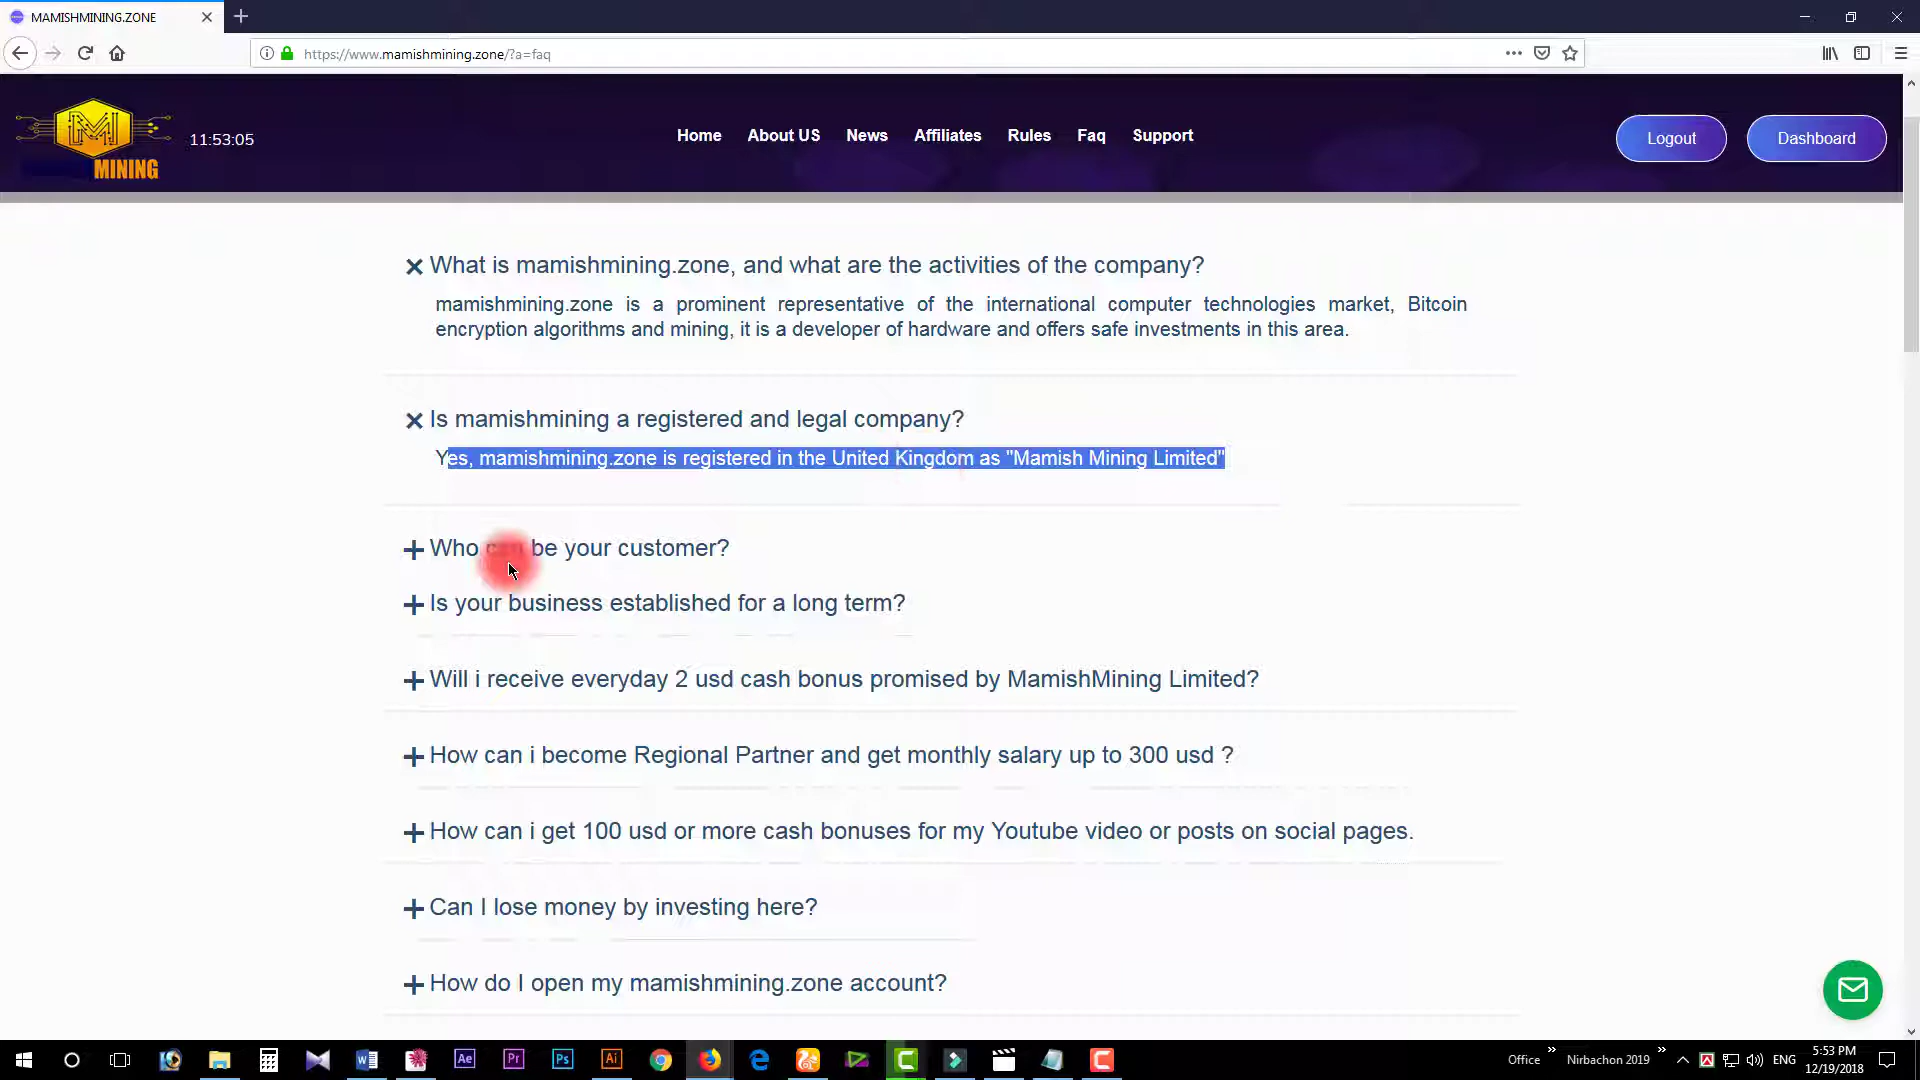 MAMISHMINING.ZONE
https://www.mamishmining.zone/?a=faq
MINING
11:53:05
Home About US News Affiliates Rules Faq Support
Logout Dashboard
What is mamishmining.zone, and what are the activities of the company?
mamishmining.zone is a prominent representative of the international computer technologies market, Bitcoin
encryption algorithms and mining, it is a developer of hardware and offers safe investments in this area.
Is mamishmining a registered and legal company?
Yes, mamishmining.zone is registered in the United Kingdom as "Mamish Mining Limited"
Who can be your customer?
Is your business established for a long term?
Will i receive everyday 2 usd cash bonus promised by MamishMining Limited?
How can i become Regional Partner and get monthly salary up to 300 usd ?
How can i get 100 usd or more cash bonuses for my Youtube video or posts on social pages.
Can I lose money by investing here?
How do I open my mamishmining.zone account?
Ae Pr Ps Ai
Office » Nirbachon 2019 » ENG
5:53 PM
12/19/2018